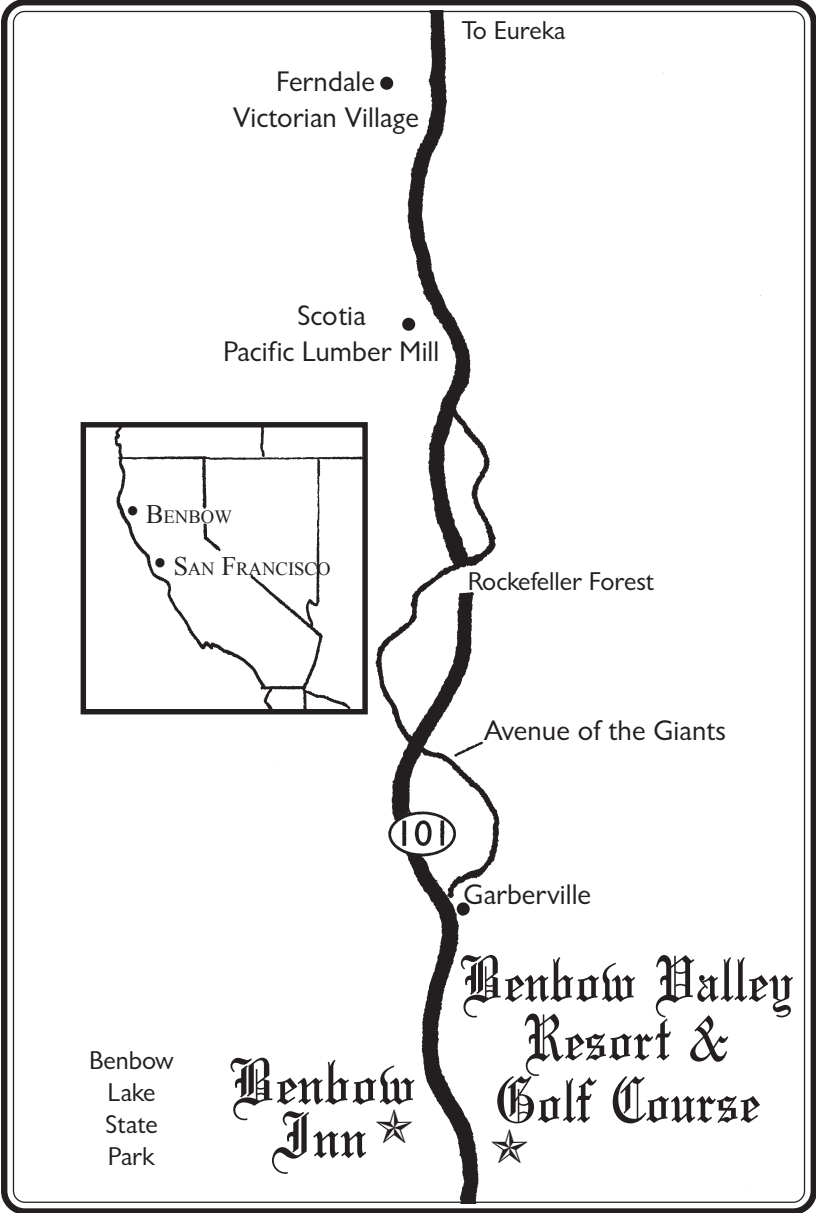 To Eureka
Ferndale
Victorian Village
Scotia
Pacific Lumber Mill
BENBOW
SAN FRANCISCO
Rockefeller Forest
Avenue of the Giants
101
Garberville
Benbow Valley
Resort &
Golf Course
Benbow
Inn
Benbow
Lake
State
Park